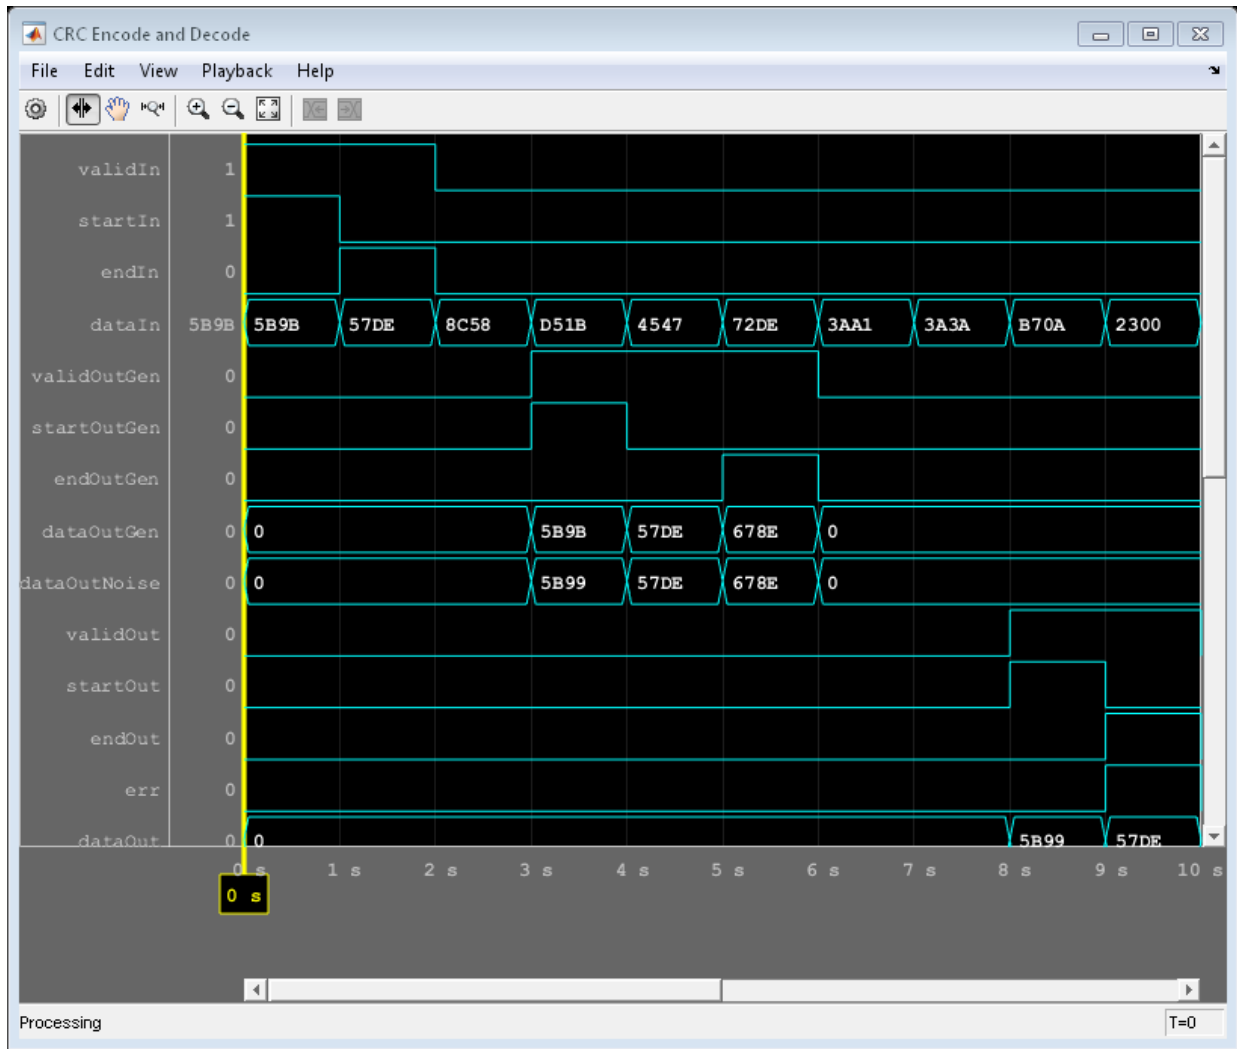 CRC Encode and Decode
File Edit View Playback Help
validIn 1
startIn 1
endIn 0
dataIn 5B9B 5B9B 57DE 8C58 D51B 4547 72DE 3AA1 3A3A B70A 2300
validOutGen 0
startOutGen 0
endOutGen 0
dataOutGen 0 0 5B9B 57DE 678E 0
dataOutNoise 0 0 5B99 57DE 678E 0
validOut 0
startOut 0
endOut 0
err 0
dataOut 0 0 5B99 57DE
0 s 1 s 2 s 3 s 4 s 5 s 6 s 7 s 8 s 9 s 10 s
0 s
Processing T=0